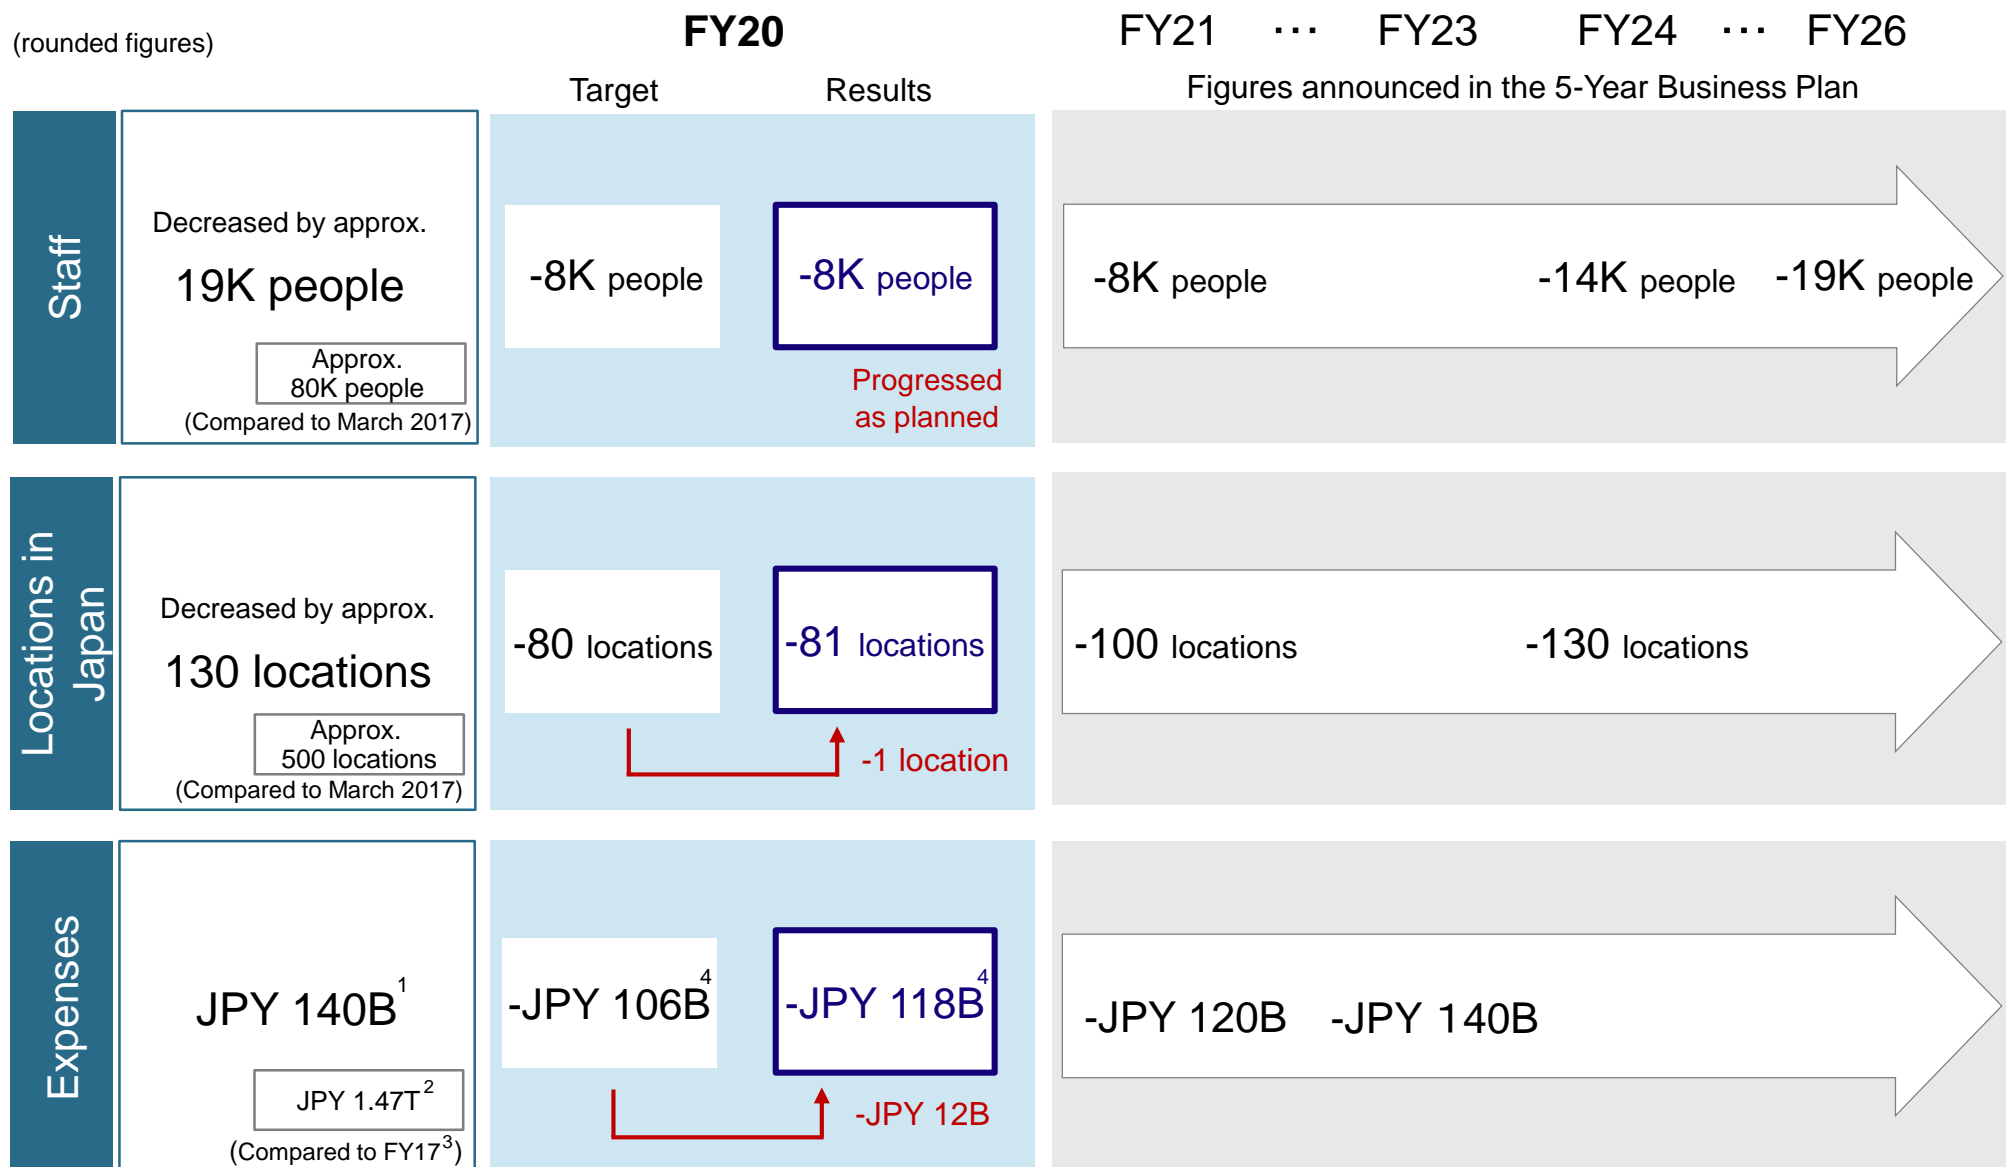 (rounded figures)
FY20
FY21 ··· FY23 FY24 ··· FY26
Target Results
Figures announced in the 5-Year Business Plan
Staff
Decreased by approx.
19K people
Approx.
80K people
(Compared to March 2017)
-8K people
-8K people
Progressed
as planned
-8K people
-14K people
-19K people
Locations in
Japan
Decreased by approx.
130 locations
Approx.
500 locations
(Compared to March 2017)
-80 locations
-81 locations
-1 location
-100 locations
-130 locations
Expenses
JPY 140B1
JPY 1.47T2
(Compared to FY173)
-JPY 106B4
-JPY 118B4
-JPY 12B
-JPY 120B
-JPY 140B